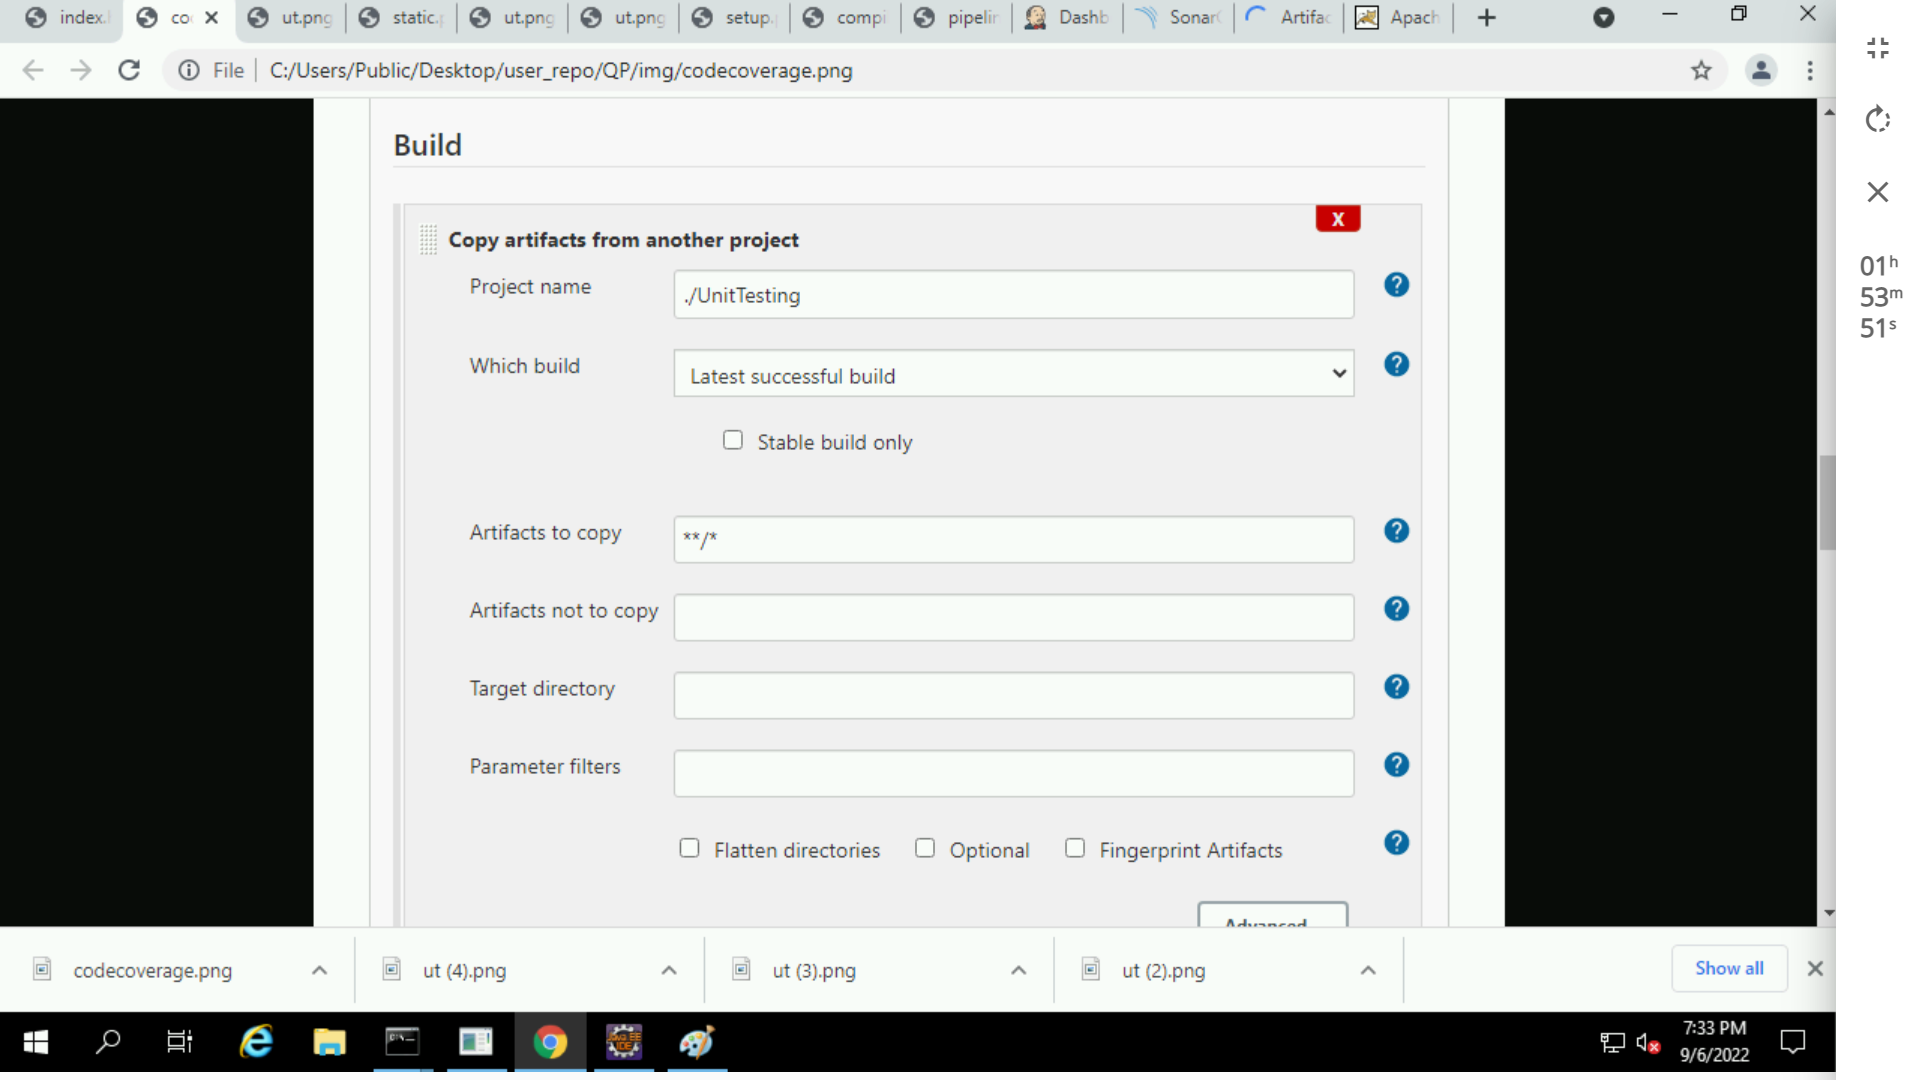 index.
co
ut.png
static.
ut.png
ut.png
setup.
compi
pipelin
Dashb
Sonar
Artifac
Apach
File
C:/Users/Public/Desktop/user_repo/QP/img/codecoverage.png
01h
53m
51s
Build
X
Copy artifacts from another project
Project name
./UnitTesting
Which build
Latest successful build
Stable build only
Artifacts to copy
**/*
Artifacts not to copy
Target directory
Parameter filters
Flatten directories
Optional
Fingerprint Artifacts
Advanced
codecoverage.png
ut (4).png
ut (3).png
ut (2).png
Show all
7:33 PM
9/6/2022